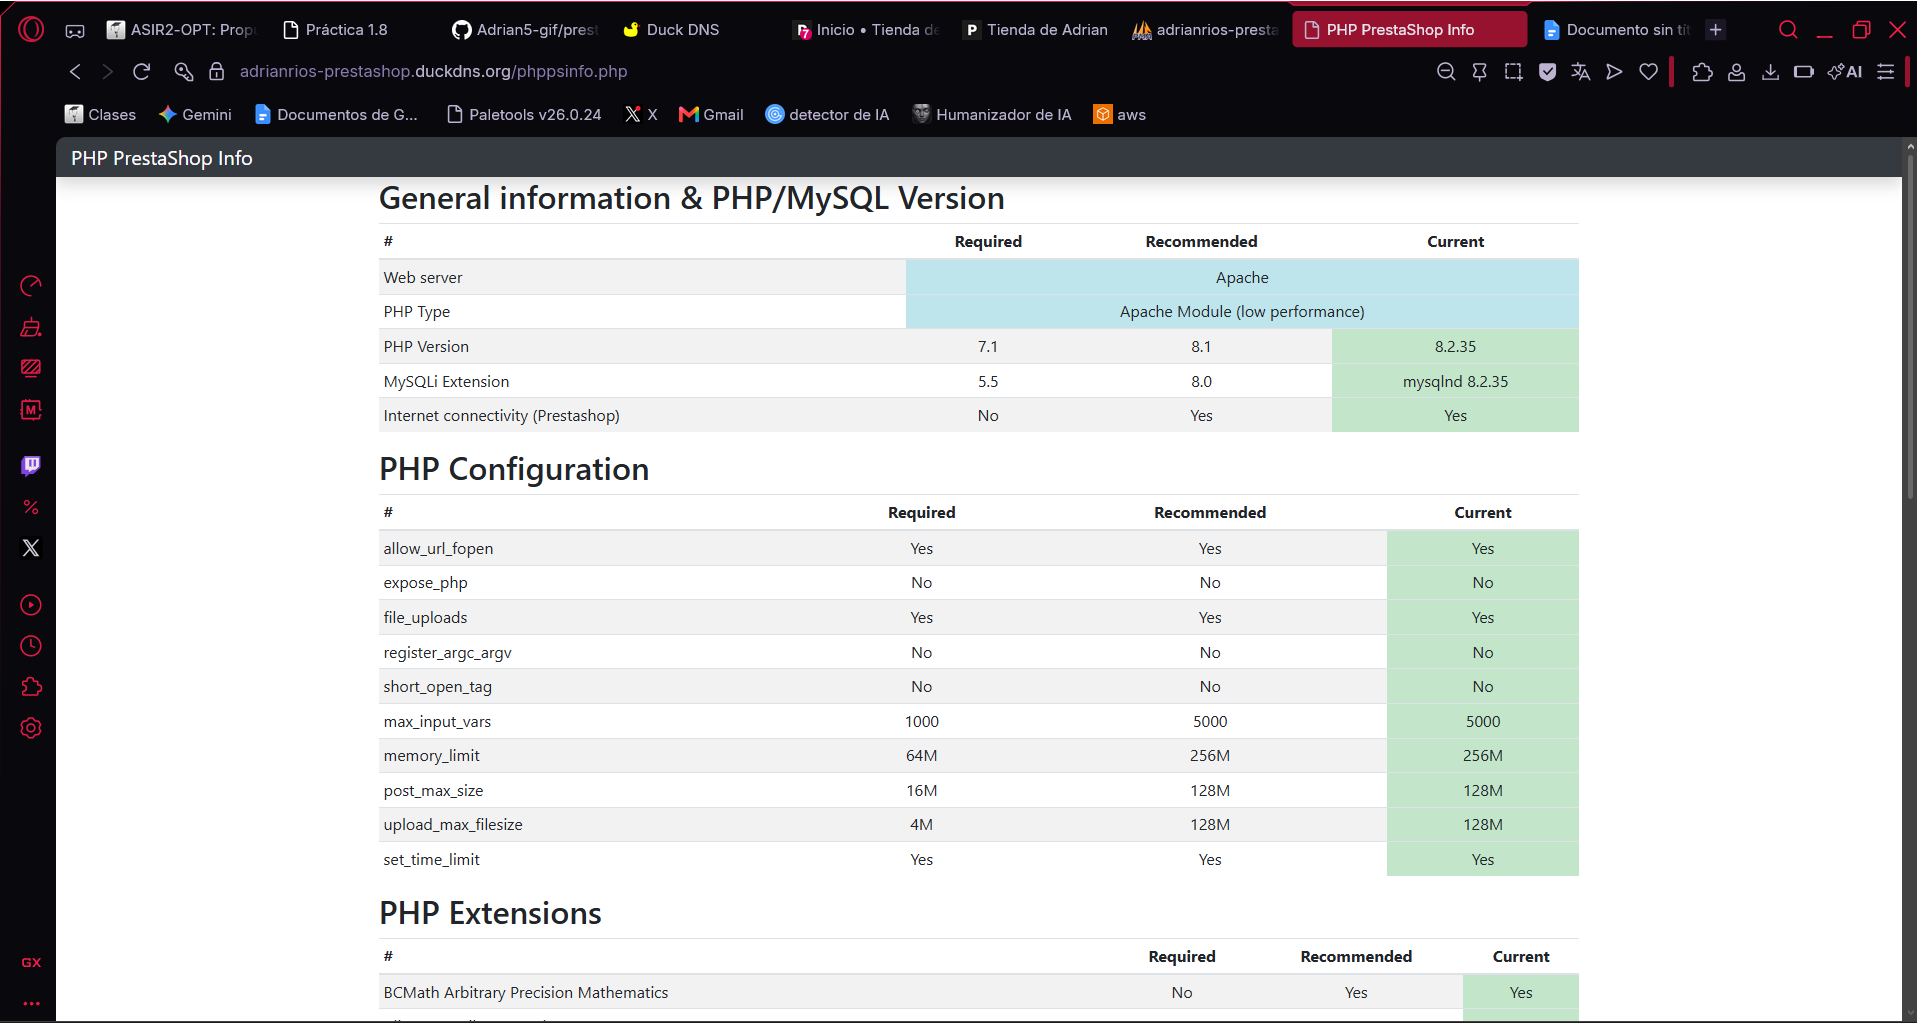 ASIR2-OPT: Prop
Práctica 1.8
Adrian5-gif/prest
Duck DNS
Inicio • Tienda de
P Tienda de Adrian
adrianrios-presta
PHP PrestaShop Info
Documento sin tít
adrianrios-prestashop.duckdns.org/phppsinfo.php
AI
Clases
Gemini
Documentos de G...
Paletools v26.0.24
X
Gmail
detector de IA
Humanizador de IA
aws
PHP PrestaShop Info
General information & PHP/MySQL Version
# Required Recommended Current
Web server Apache
PHP Type Apache Module (low performance)
PHP Version 7.1 8.1 8.2.35
MySQLi Extension 5.5 8.0 mysqlnd 8.2.35
Internet connectivity (Prestashop) No Yes Yes
PHP Configuration
# Required Recommended Current
allow_url_fopen Yes Yes Yes
expose_php No No No
file_uploads Yes Yes Yes
register_argc_argv No No No
short_open_tag No No No
max_input_vars 1000 5000 5000
memory_limit 64M 256M 256M
post_max_size 16M 128M 128M
upload_max_filesize 4M 128M 128M
set_time_limit Yes Yes Yes
PHP Extensions
# Required Recommended Current
BCMath Arbitrary Precision Mathematics No Yes Yes
M
GX